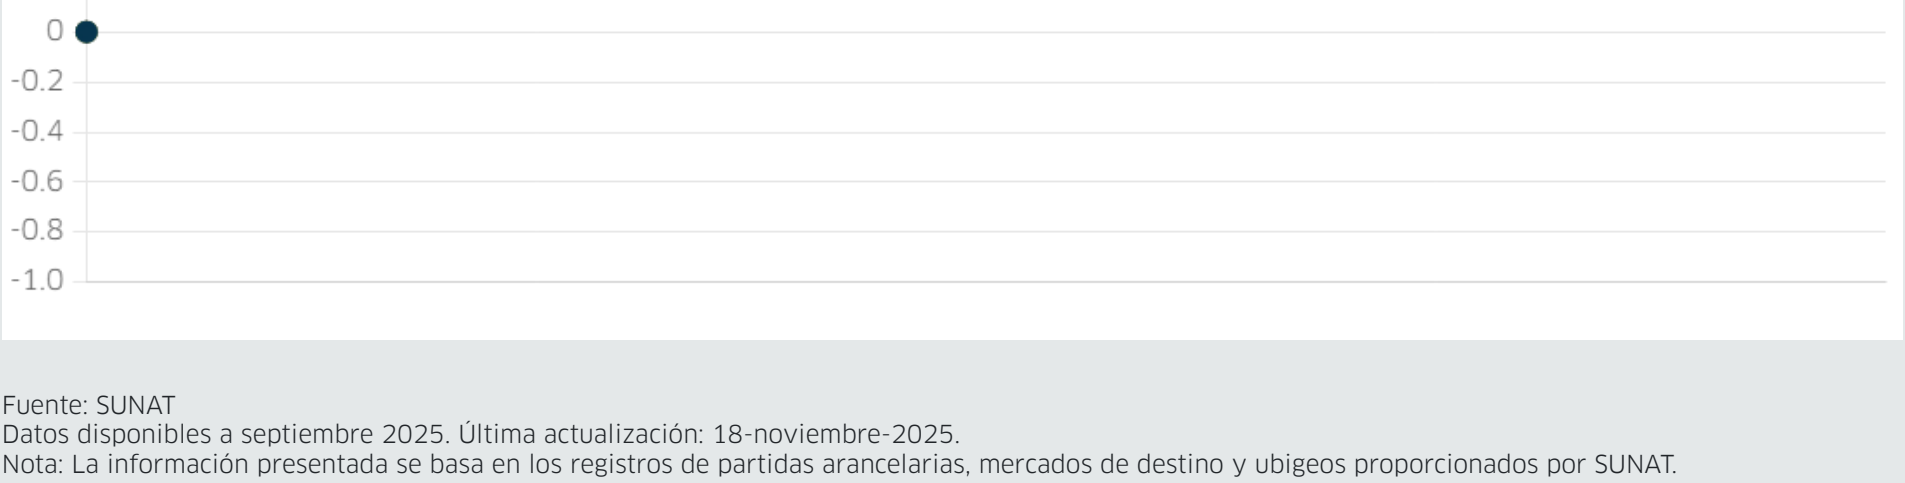 0
-0.2
-0.4
-0.6
-0.8
-1.0
Fuente: SUNAT
Datos disponibles a septiembre 2025. Última actualización: 18-noviembre-2025.
Nota: La información presentada se basa en los registros de partidas arancelarias, mercados de destino y ubigeos proporcionados por SUNAT.